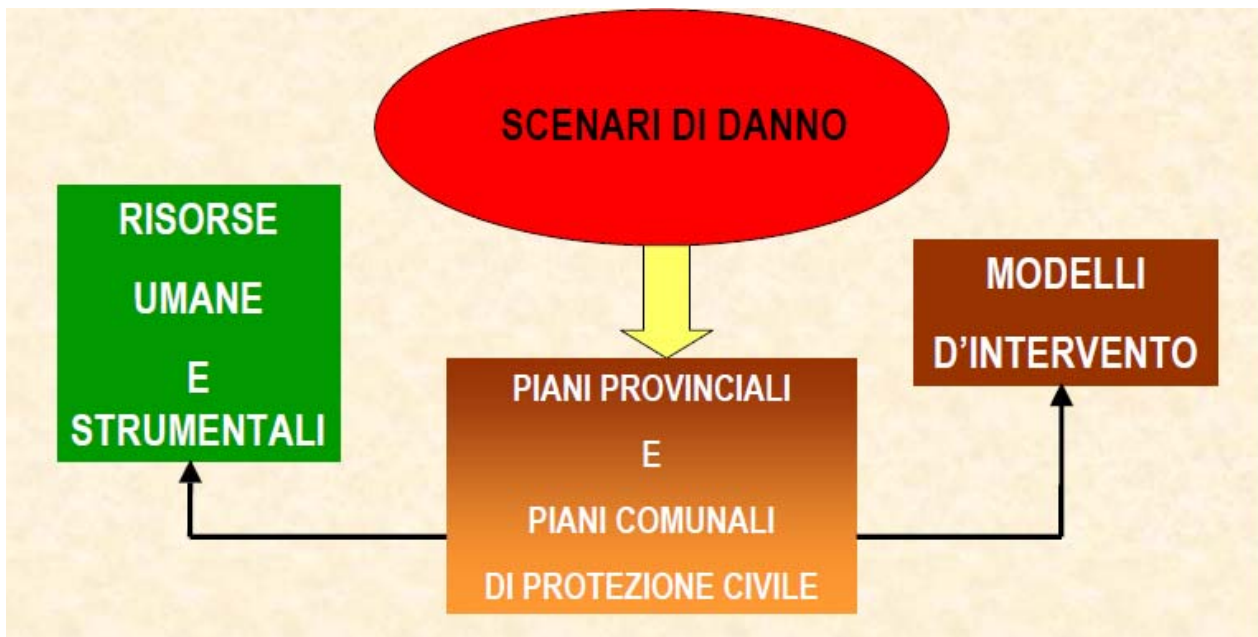 SCENARI DI DANNO
RISORSE
UMANE
E
STRUMENTALI
MODELLI
D'INTERVENTO
PIANI PROVINCIALI
E
PIANI COMUNALI
DI PROTEZIONE CIVILE